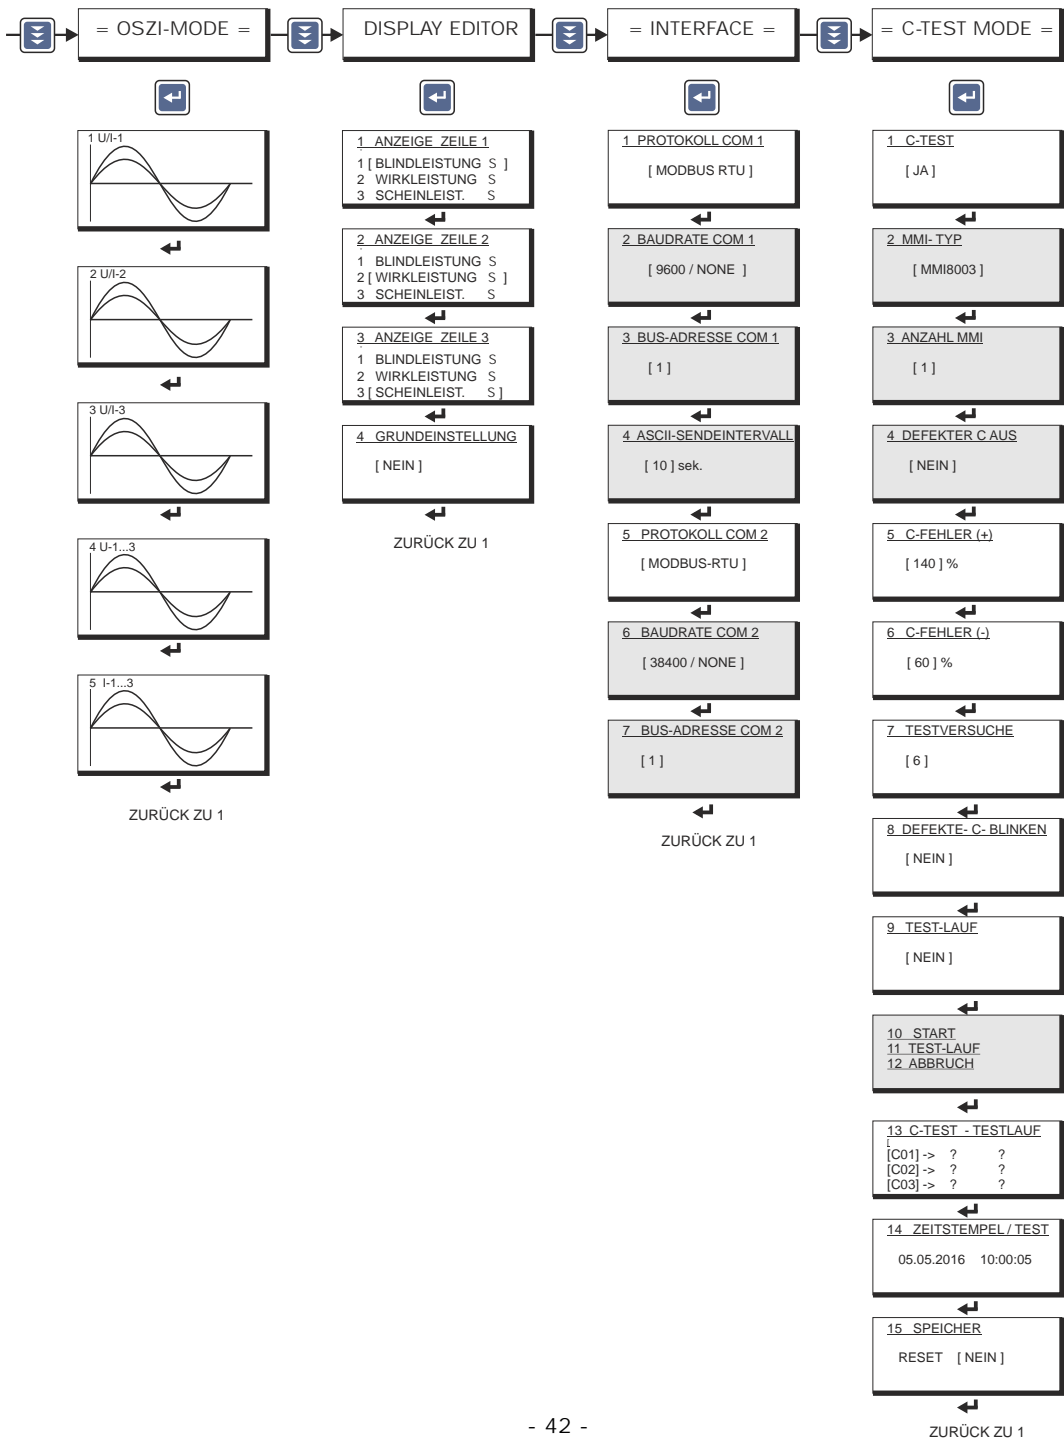 = OSZI-MODE =
DISPLAY EDITOR
= INTERFACE =
= C-TEST MODE =
1 U/I-1
2 U/I-2
3 U/I-3
4 U-1...3
5 I-1...3
ZURÜCK ZU 1
1 ANZEIGE ZEILE 1
1 [ BLINDLEISTUNG S ]
2 WIRKLEISTUNG S
3 SCHEINLEIST. S
2 ANZEIGE ZEILE 2
1 BLINDLEISTUNG S
2 [ WIRKLEISTUNG S ]
3 SCHEINLEIST. S
3 ANZEIGE ZEILE 3
1 BLINDLEISTUNG S
2 WIRKLEISTUNG S
3 [ SCHEINLEIST. S ]
4 GRUNDEINSTELLUNG
[ NEIN ]
ZURÜCK ZU 1
1 PROTOKOLL COM 1
[ MODBUS RTU ]
2 BAUDRATE COM 1
[ 9600 / NONE ]
3 BUS-ADRESSE COM 1
[ 1 ]
4 ASCII-SENDEINTERVALL
[ 10 ] sek.
5 PROTOKOLL COM 2
[ MODBUS-RTU ]
6 BAUDRATE COM 2
[ 38400 / NONE ]
7 BUS-ADRESSE COM 2
[ 1 ]
ZURÜCK ZU 1
1 C-TEST
[ JA ]
2 MMI- TYP
[ MMI8003 ]
3 ANZAHL MMI
[ 1 ]
4 DEFEKTER C AUS
[ NEIN ]
5 C-FEHLER (+)
[ 140 ] %
6 C-FEHLER (-)
[ 60 ] %
7 TESTVERSUCHE
[ 6 ]
8 DEFEKTE- C- BLINKEN
[ NEIN ]
9 TEST-LAUF
[ NEIN ]
10 START
11 TEST-LAUF
12 ABBRUCH
13 C-TEST - TESTLAUF
[
[C01] -> ? ?
[C02] -> ? ?
[C03] -> ? ?
14 ZEITSTEMPEL / TEST
05.05.2016 10:00:05
15 SPEICHER
RESET [ NEIN ]
ZURÜCK ZU 1
- 42 -